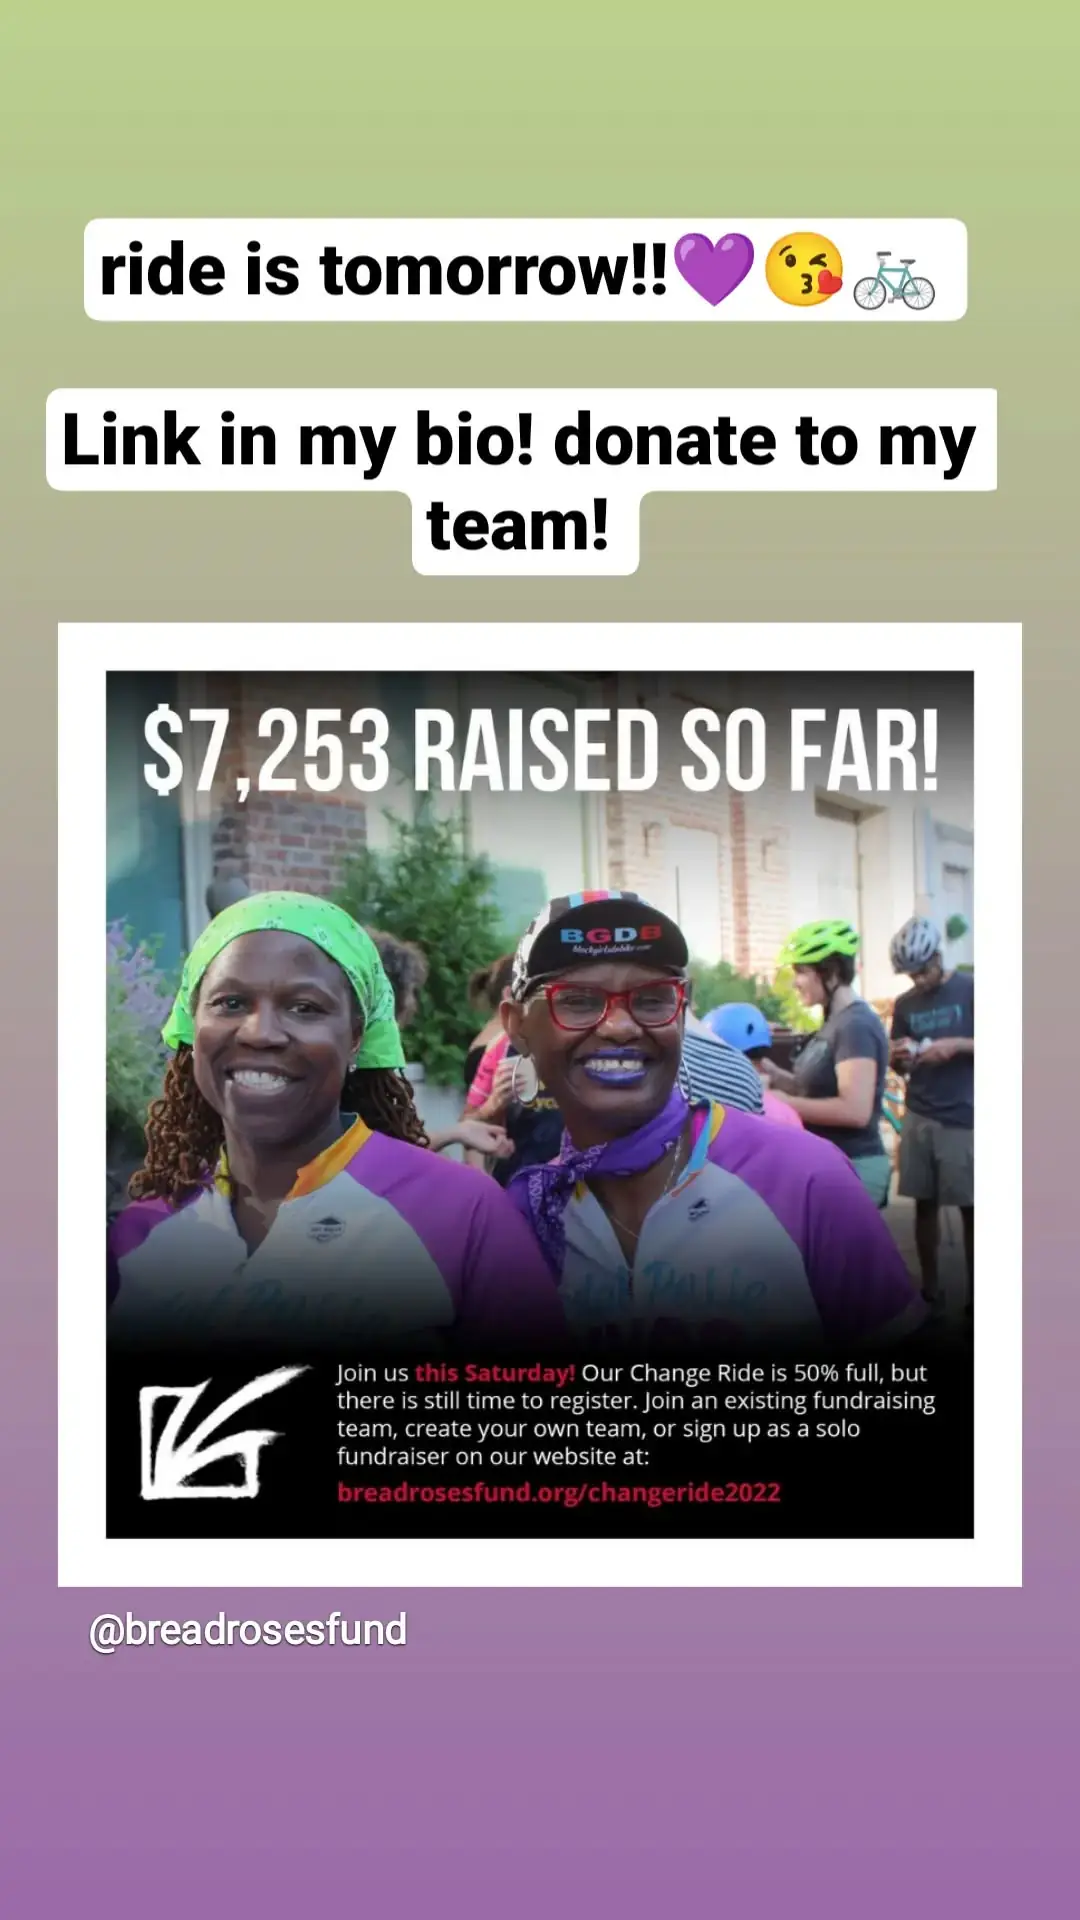 ride is tomorrow!!💜😘🚲
Link in my bio! donate to my
team!
$7,253 RAISED SO FAR!
BGDB
blackgirlsdobike.com
Join us this Saturday! Our Change Ride is 50% full, but
there is still time to register. Join an existing fundraising
team, create your own team, or sign up as a solo
fundraiser on our website at:
breadrosesfund.org/changeride2022
@breadrosesfund